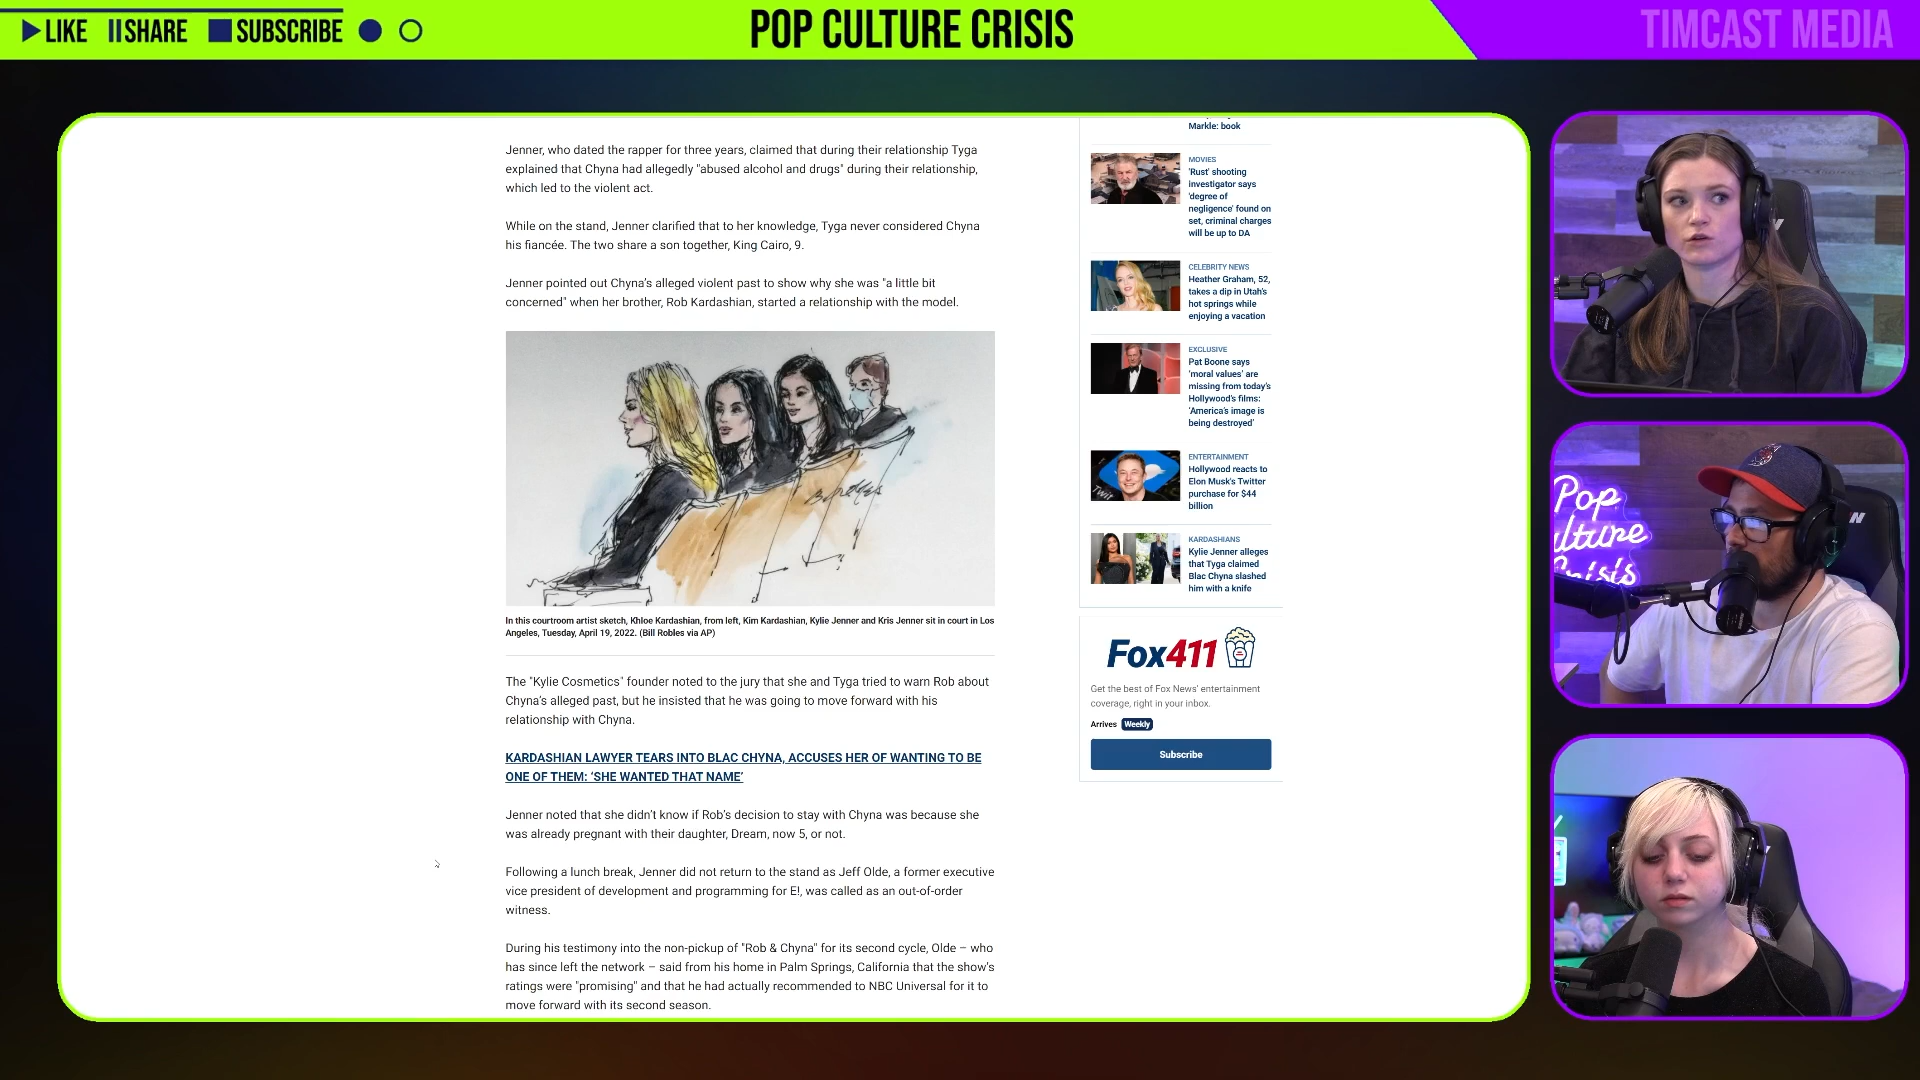 LIKE SHARE SUBSCRIBE
POP CULTURE CRISIS
TIMCAST MEDIA
Jenner, who dated the rapper for three years, claimed that during their relationship Tyga
explained that Chyna had allegedly "abused alcohol and drugs" during their relationship,
which led to the violent act.
While on the stand, Jenner clarified that to her knowledge, Tyga never considered Chyna
his fiancée. The two share a son together, King Cairo, 9.
Jenner pointed out Chyna's alleged violent past to show why she was "a little bit
concerned" when her brother, Rob Kardashian, started a relationship with the model.
In this courtroom artist sketch, Khloe Kardashian, from left, Kim Kardashian, Kylie Jenner and Kris Jenner sit in court in Los
Angeles, Tuesday, April 19, 2022. (Bill Robles via AP)
The "Kylie Cosmetics" founder noted to the jury that she and Tyga tried to warn Rob about
Chyna's alleged past, but he insisted that he was going to move forward with his
relationship with Chyna.
KARDASHIAN LAWYER TEARS INTO BLAC CHYNA, ACCUSES HER OF WANTING TO BE
ONE OF THEM: ‘SHE WANTED THAT NAME’
Jenner noted that she didn't know if Rob's decision to stay with Chyna was because she
was already pregnant with their daughter, Dream, now 5, or not.
Following a lunch break, Jenner did not return to the stand as Jeff Olde, a former executive
vice president of development and programming for E!, was called as an out-of-order
witness.
During his testimony into the non-pickup of "Rob & Chyna" for its second cycle, Olde – who
has since left the network – said from his home in Palm Springs, California that the show's
ratings were "promising" and that he had actually recommended to NBC Universal for it to
move forward with its second season.
Markle: book
MOVIES
'Rust' shooting
investigator says
'degree of
negligence' found on
set, criminal charges
will be up to DA
CELEBRITY NEWS
Heather Graham, 52,
takes a dip in Utah's
hot springs while
enjoying a vacation
EXCLUSIVE
Pat Boone says
'moral values' are
missing from today's
Hollywood's films:
'America's image is
being destroyed'
ENTERTAINMENT
Hollywood reacts to
Elon Musk's Twitter
purchase for $44
billion
KARDASHIANS
Kylie Jenner alleges
that Tyga claimed
Blac Chyna slashed
him with a knife
Fox411
Get the best of Fox News' entertainment
coverage, right in your inbox.
Arrives Weekly
Subscribe
Pop
ulture
Crisis